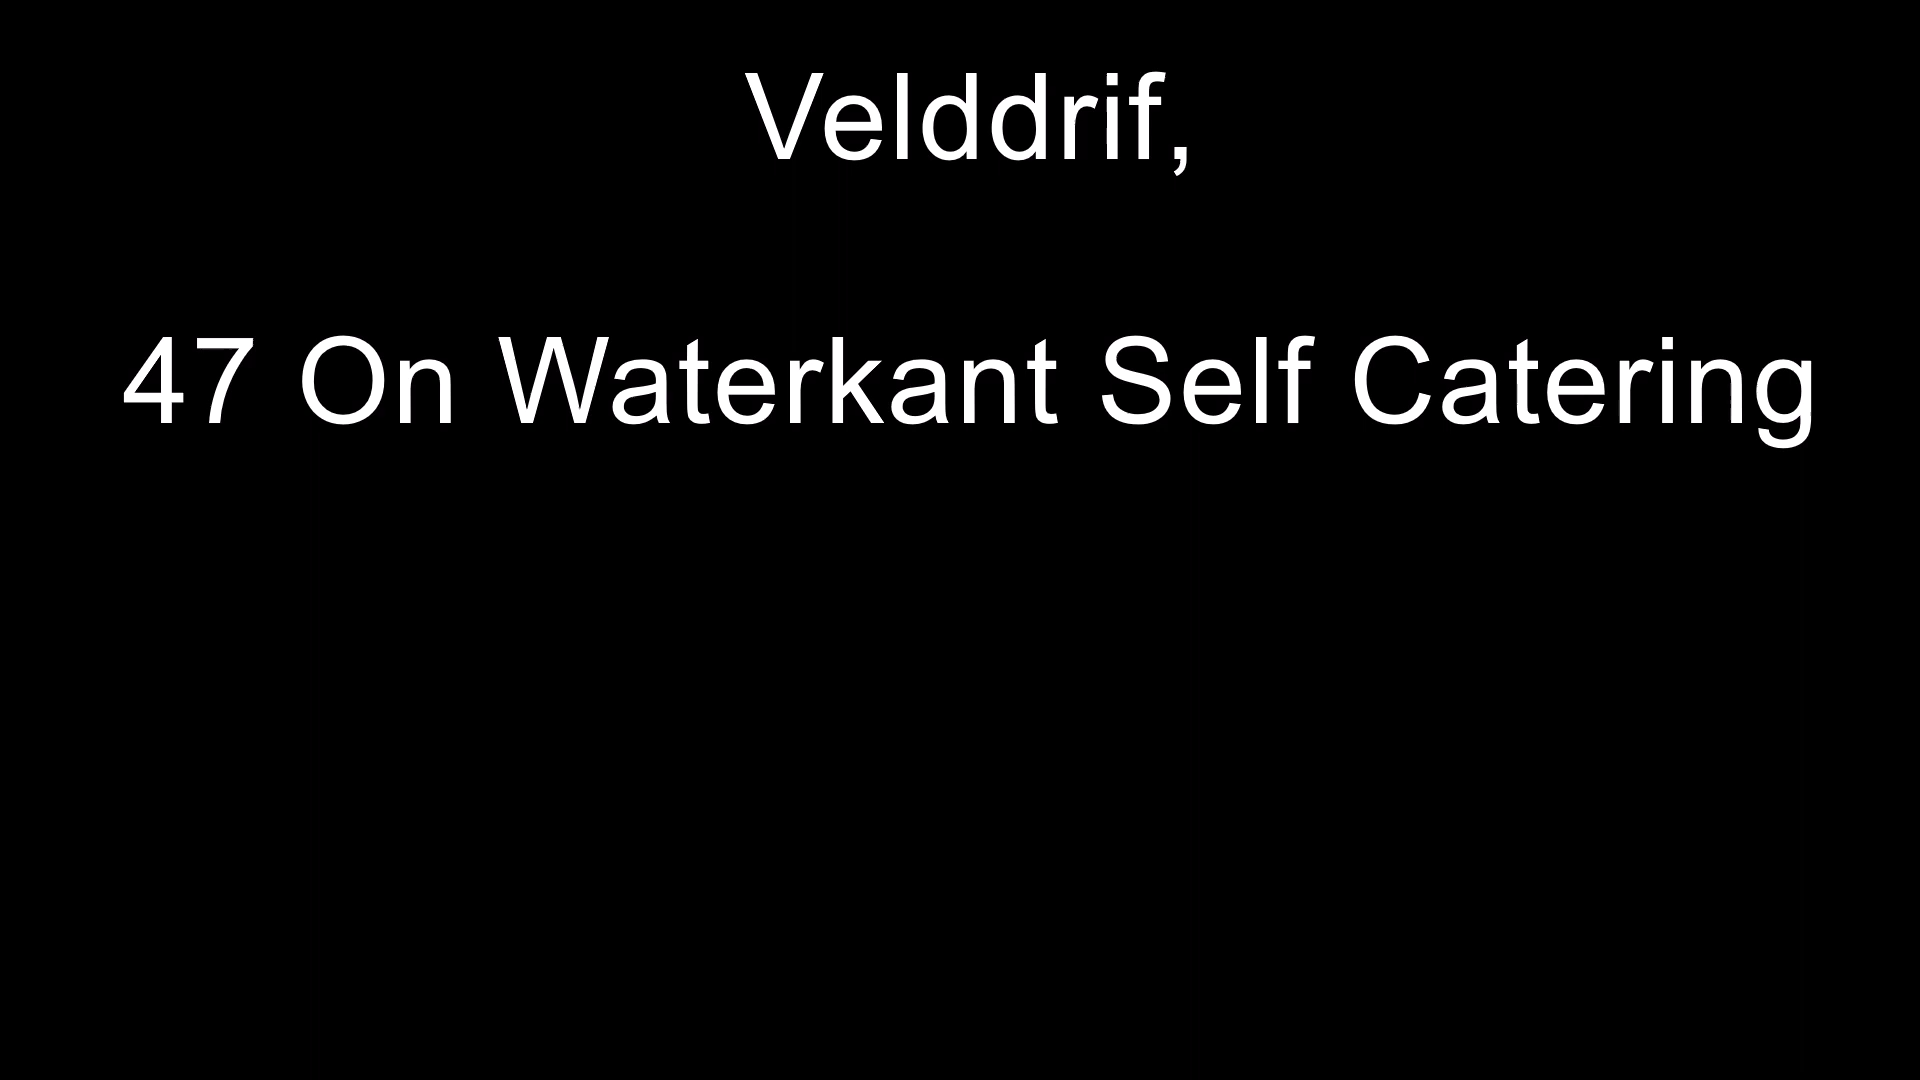 Velddrif,
47 On Waterkant Self Catering